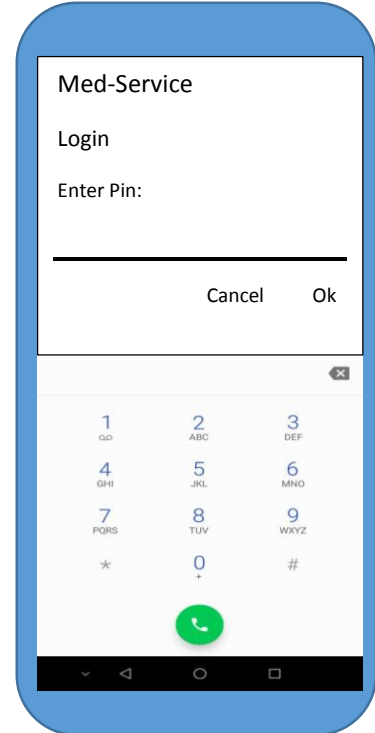 Med-Service
Login
Enter Pin:
Cancel Ok
1 2 3
ABC DEF
4 5 6
GHI JKL MNO
7 8 9
PQRS TUV WXYZ
* 0 #
+